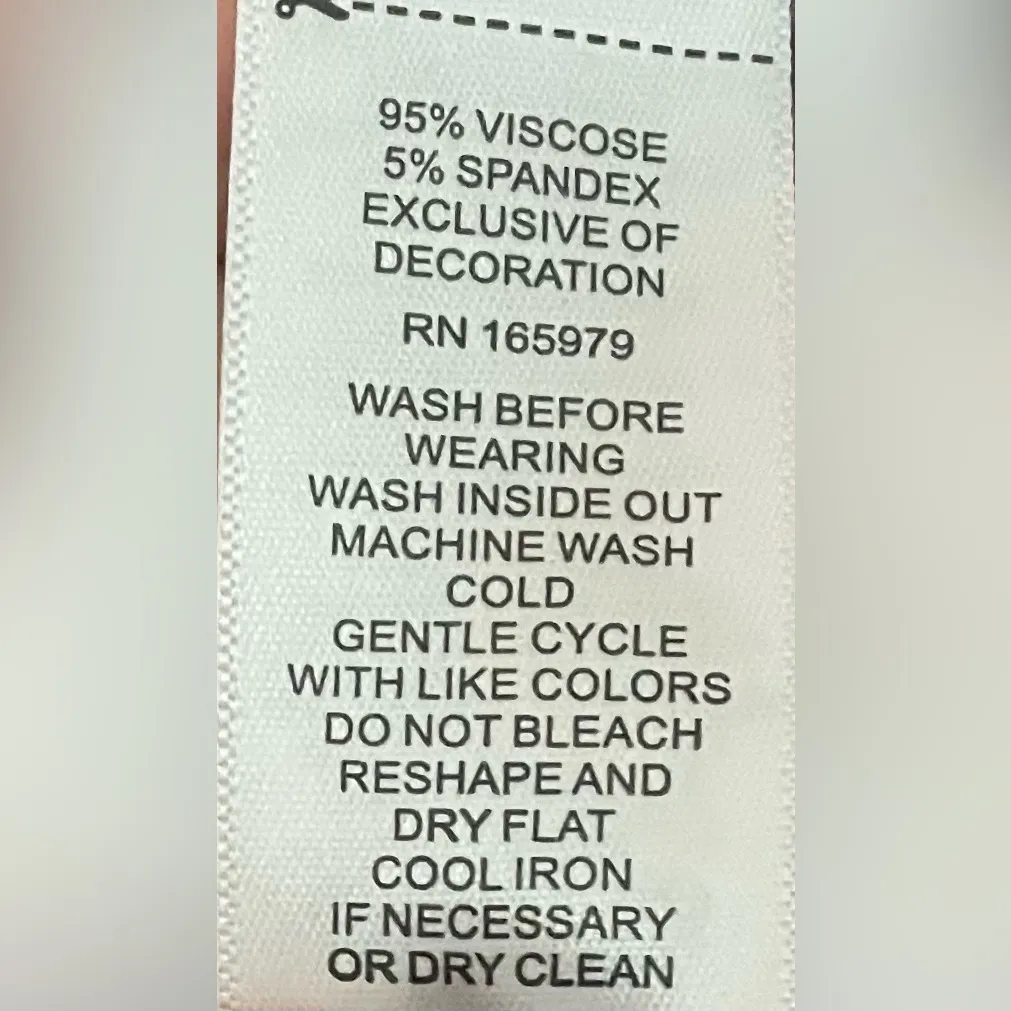 95% VISCOSE
5% SPANDEX
EXCLUSIVE OF
DECORATION
RN 165979
WASH BEFORE
WEARING
WASH INSIDE OUT
MACHINE WASH
COLD
GENTLE CYCLE
WITH LIKE COLORS
DO NOT BLEACH
RESHAPE AND
DRY FLAT
COOL IRON
IF NECESSARY
OR DRY CLEAN